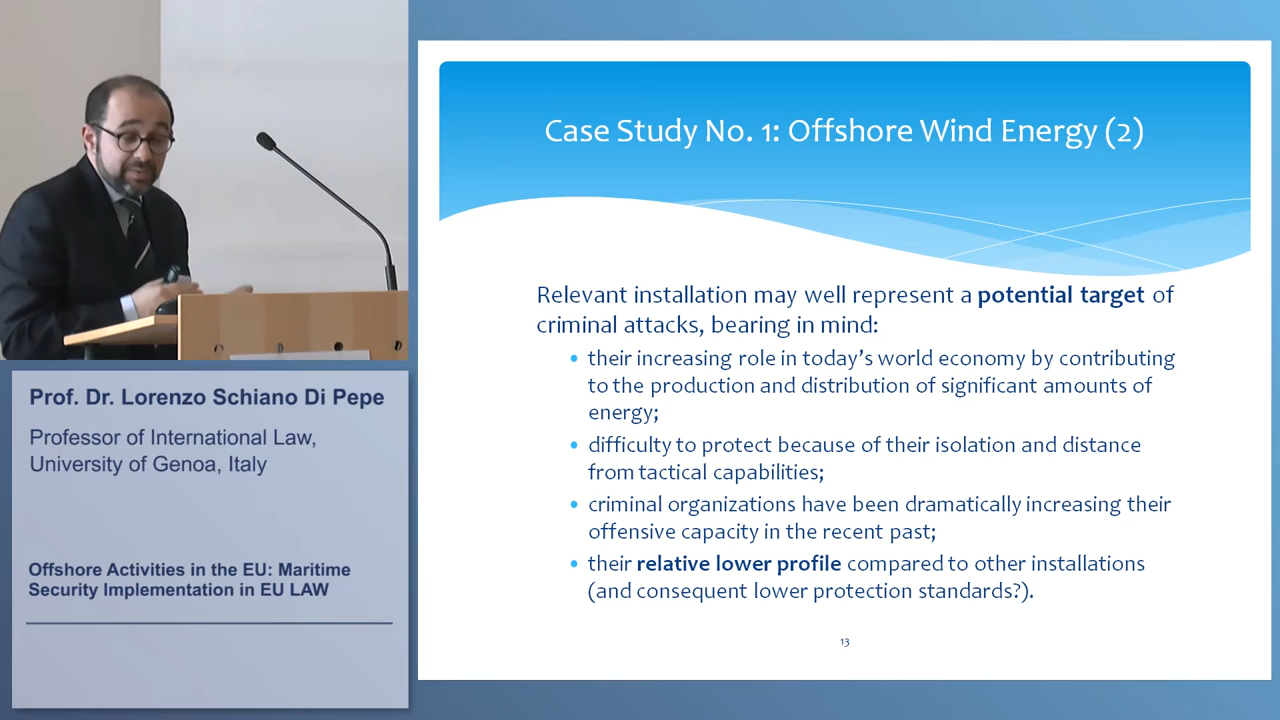 Case Study No. 1: Offshore Wind Energy (2)
Relevant installation may well represent a potential target of
criminal attacks, bearing in mind:
• their increasing role in today's world economy by contributing
to the production and distribution of significant amounts of
energy;
• difficulty to protect because of their isolation and distance
from tactical capabilities;
• criminal organizations have been dramatically increasing their
offensive capacity in the recent past;
• their relative lower profile compared to other installations
(and consequent lower protection standards?).
13
Prof. Dr. Lorenzo Schiano Di Pepe
Professor of International Law,
University of Genoa, Italy
Offshore Activities in the EU: Maritime
Security Implementation in EU LAW